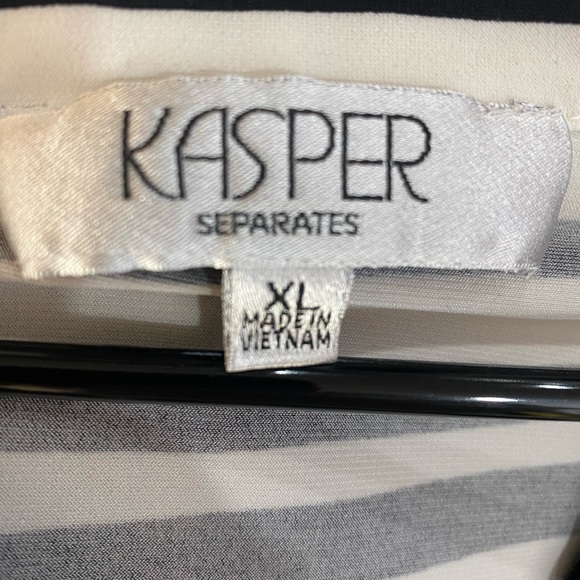 KASPER
SEPARATES
XL
MADE IN
VIETNAM